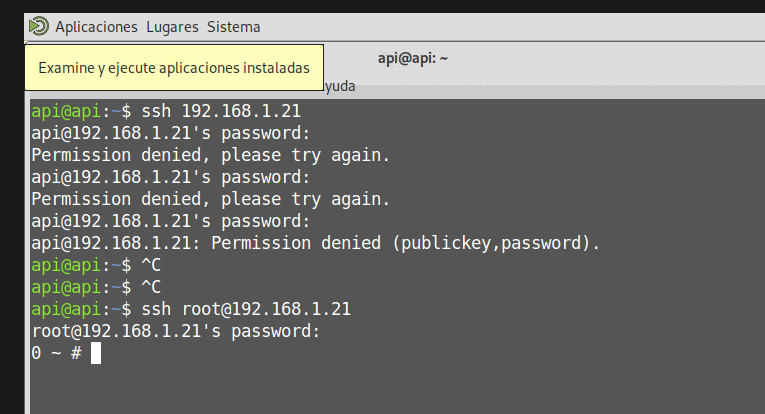 Aplicaciones Lugares Sistema
Examine y ejecute aplicaciones instaladas
api@api: ~
yuda
api@api:~$ ssh 192.168.1.21
api@192.168.1.21's password:
Permission denied, please try again.
api@192.168.1.21's password:
Permission denied, please try again.
api@192.168.1.21's password:
api@192.168.1.21: Permission denied (publickey,password).
api@api:~$ ^C
api@api:~$ ^C
api@api:~$ ssh root@192.168.1.21
root@192.168.1.21's password:
0 ~ #